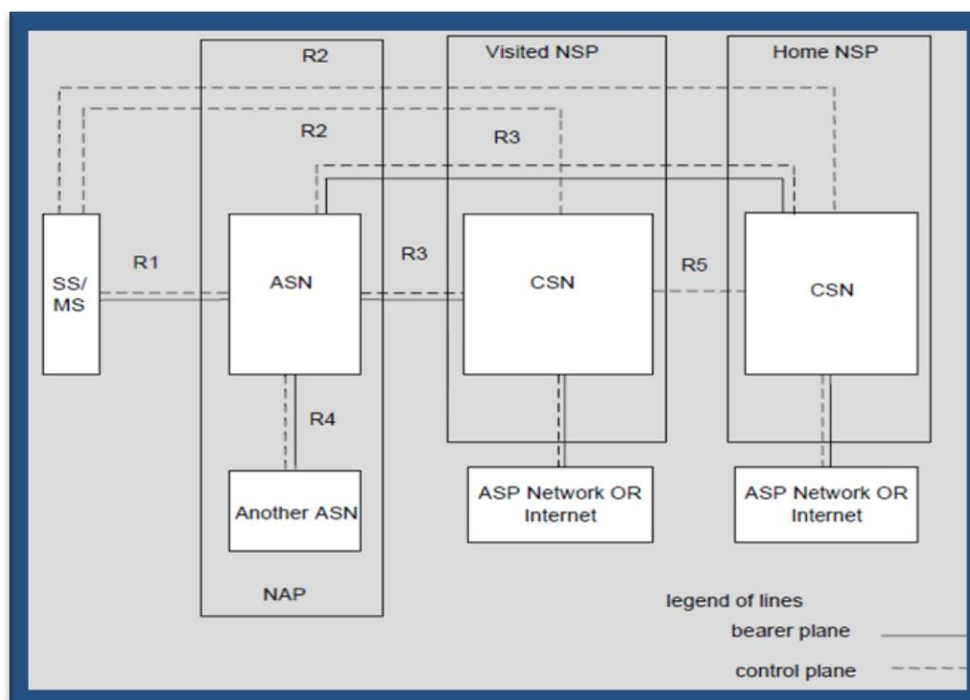 R2
Visited NSP
Home NSP
R2
R3
R1
R3
R5
SS/
MS
ASN
CSN
CSN
R4
Another ASN
ASP Network OR
Internet
ASP Network OR
Internet
NAP
legend of lines
bearer plane
control plane